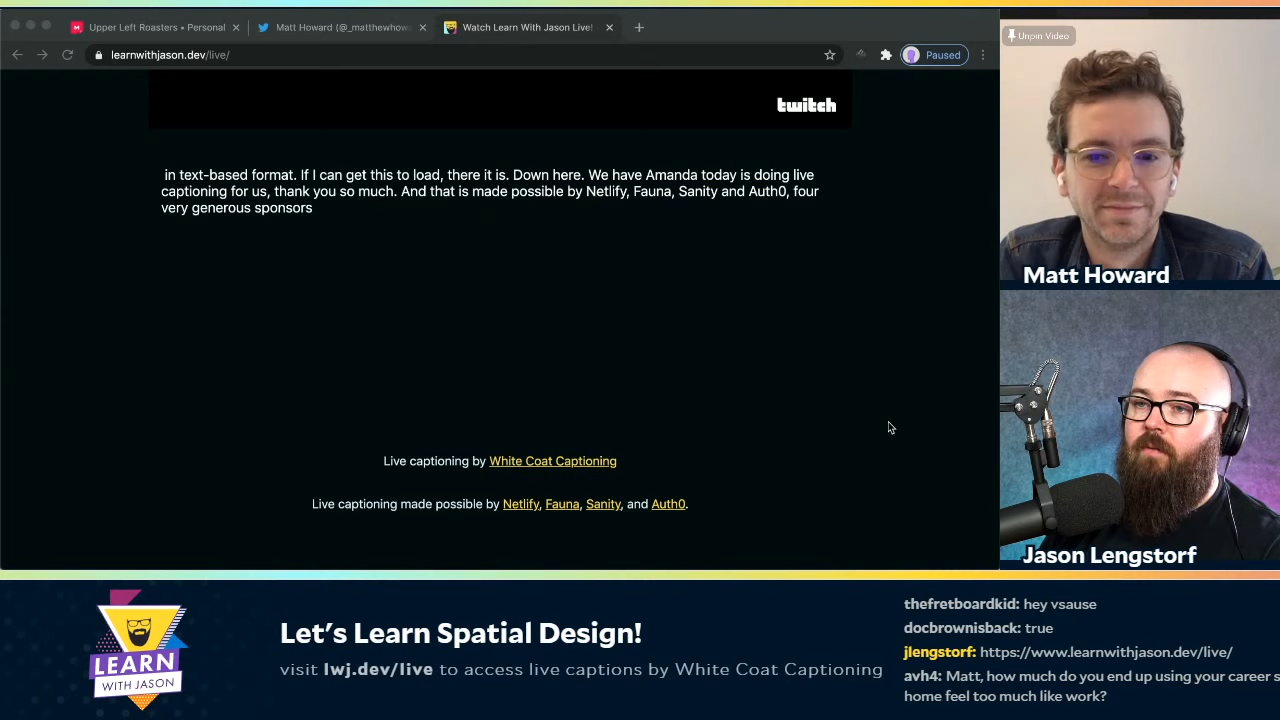 Upper Left Roasters • Personal
Matt Howard (@_matthewhow
Watch Learn With Jason Live!
learnwithjason.dev/live/
Paused
twitch
in text-based format. If I can get this to load, there it is. Down here. We have Amanda today is doing live
captioning for us, thank you so much. And that is made possible by Netlify, Fauna, Sanity and Auth0, four
very generous sponsors
Live captioning by White Coat Captioning
Live captioning made possible by Netlify, Fauna, Sanity, and Auth0.
Unpin Video
Matt Howard
Jason Lengstorf
LEARN
WITH JASON
Let's Learn Spatial Design!
visit lwj.dev/live to access live captions by White Coat Captioning
thefretboardkid: hey vsause
docbrownisback: true
jlengstorf: https://www.learnwithjason.dev/live/
avh4: Matt, how much do you end up using your career s
home feel too much like work?